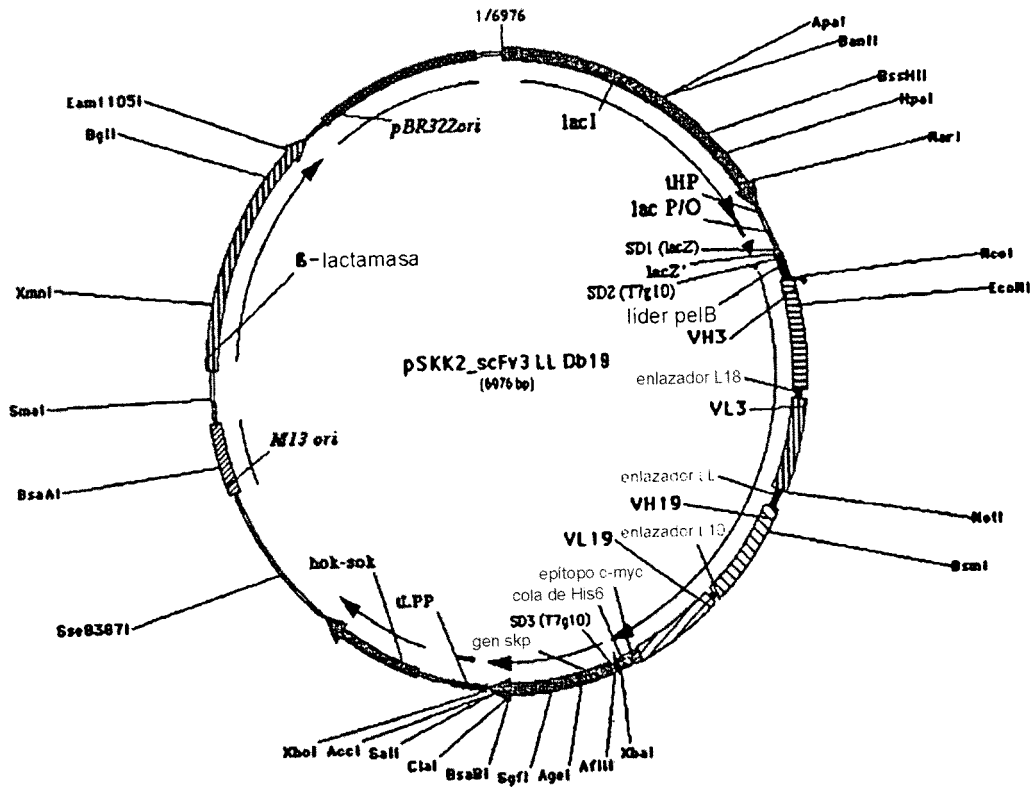 1/6976
ApaI
BanII
BssHII
HpaI
NarI
Eam1105I
BglI
pBR322ori
lacI
tHP
lac P/O
SD1 (lacZ)
lacZ'
SD2 (T7g10)
lider pelB
NcoI
EcoRI
VH3
ß-lactamasa
XmnI
pSKK2_scFv3 LL Db19
(6976 bp)
enlazador L18
VL3
SmaI
M13 ori
BsaAI
enlazador LL
VH19
NotI
VL19
enlazador L10
BsmI
epítopo c-myc
cola de His6
SD3 (T7g10)
gen skp
hok-sok
tLPP
Sse8387I
XhoI
AccI
SalI
ClaI
BsaBI
SgfI
AgeI
AflII
XbaI